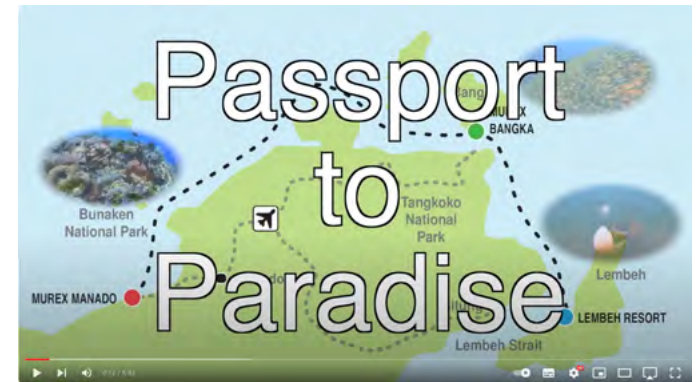 Passport
to
Paradise
MUREX
BANGKA
Bunaken
National Park
Tangkoko
National
Park
Lembeh
MUREX MANADO
LEMBEH RESORT
Lembeh Strait